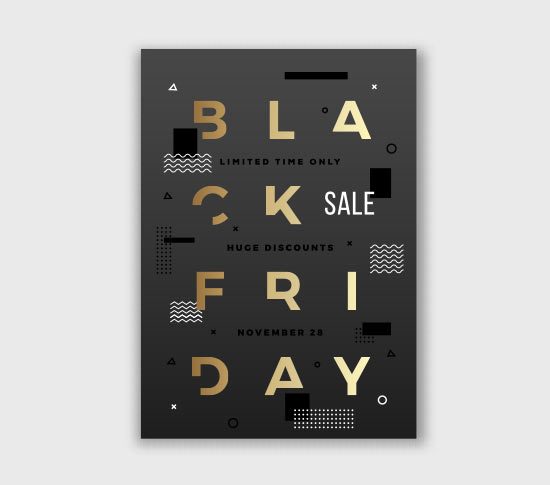 BLA
LIMITED TIME ONLY
CK SALE
HUGE DISCOUNTS
FRI
NOVEMBER 28
DAY